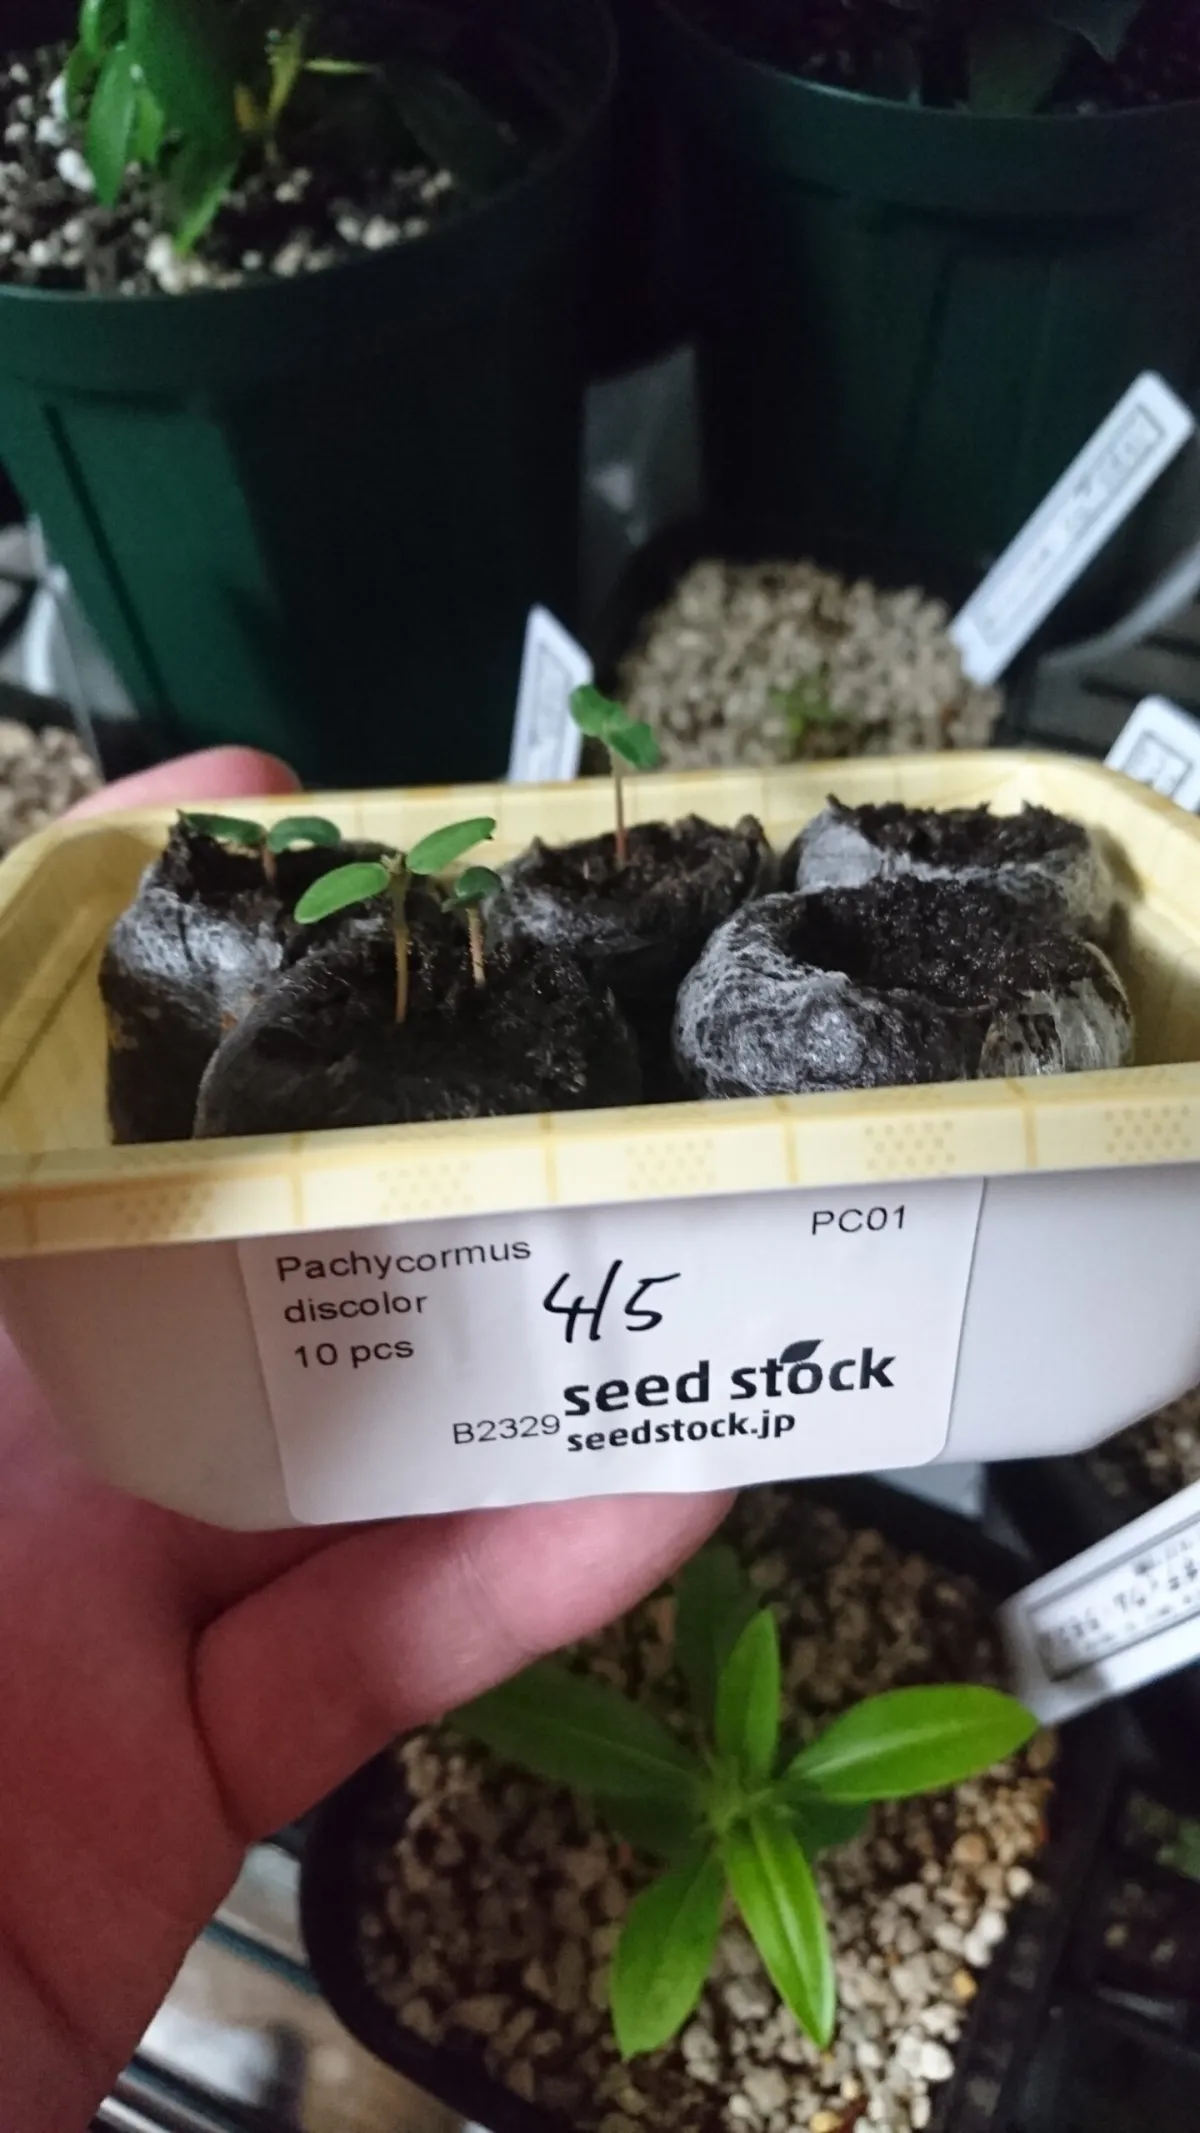 PC01
Pachycormus
discolor
10 pcs
4/5
seed stock
B2329
seedstock.jp